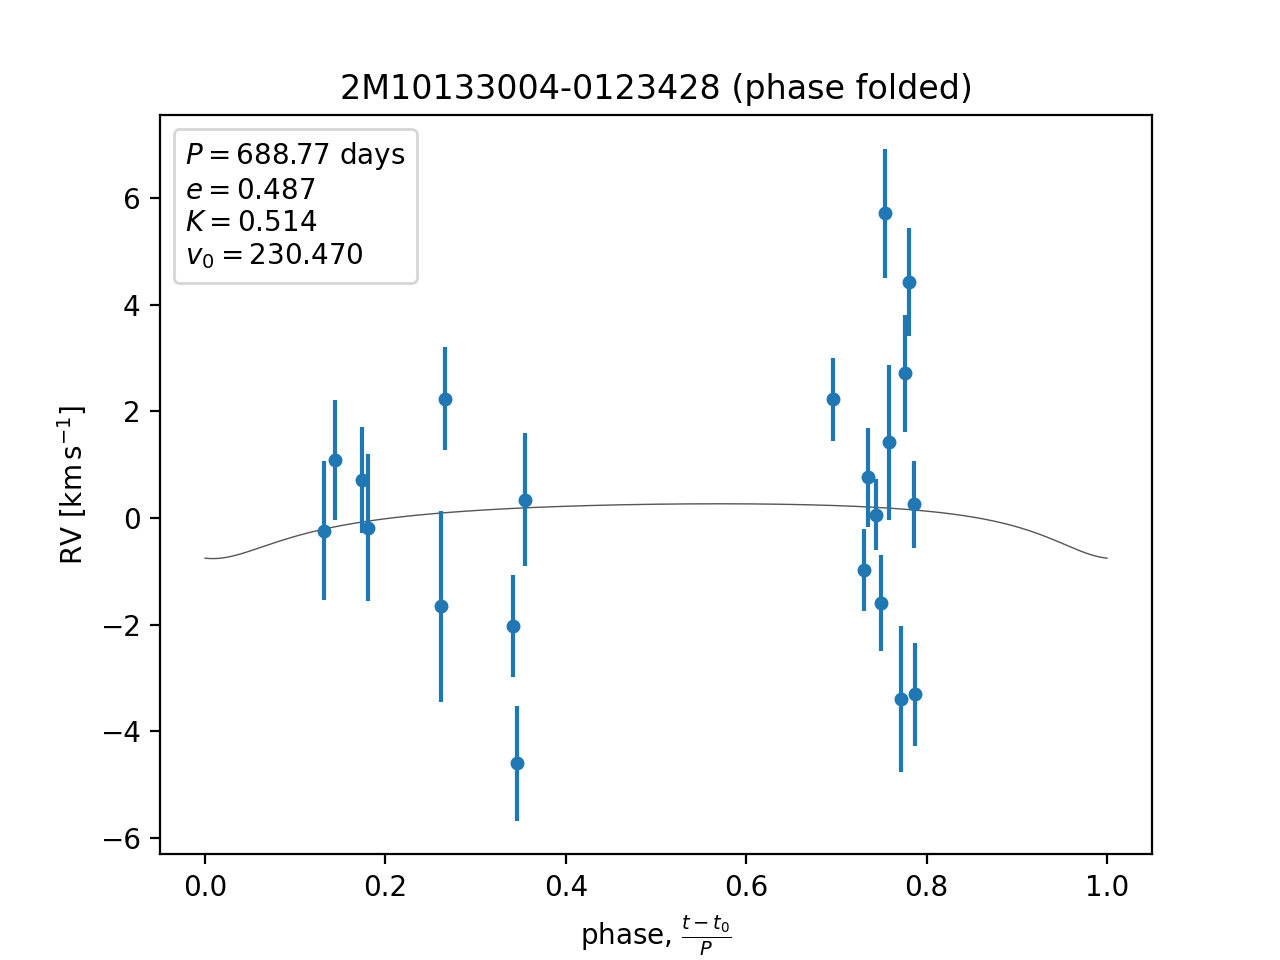 2M10133004-0123428 (phase folded)
P = 688.77 days
e = 0.487
K = 0.514
v₀ = 230.470
RV [km s⁻¹]
6
4
2
0
−2
−4
−6
0.0 0.2 0.4 0.6 0.8 1.0
phase, (t − t₀)/P